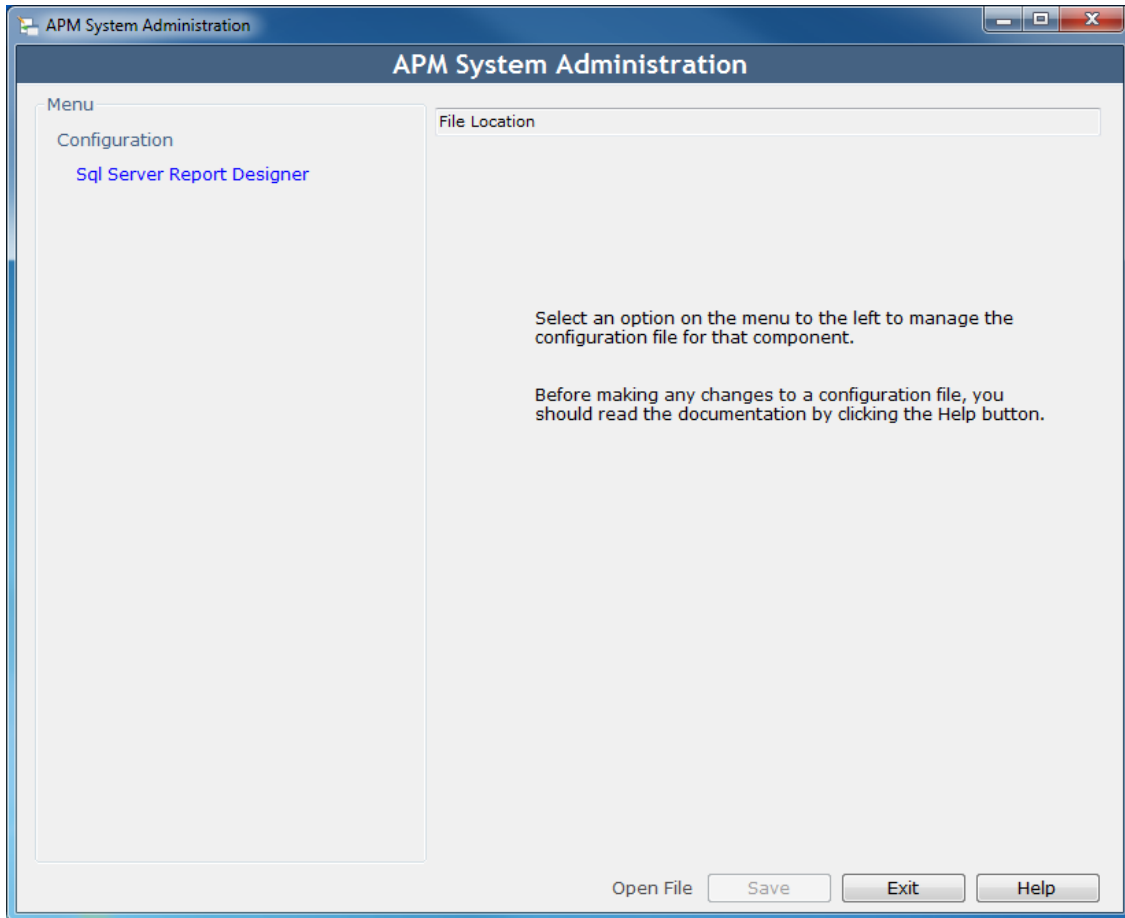 APM System Administration
APM System Administration
Menu
Configuration
Sql Server Report Designer
File Location
Select an option on the menu to the left to manage the
configuration file for that component.
Before making any changes to a configuration file, you
should read the documentation by clicking the Help button.
Open File Save Exit Help